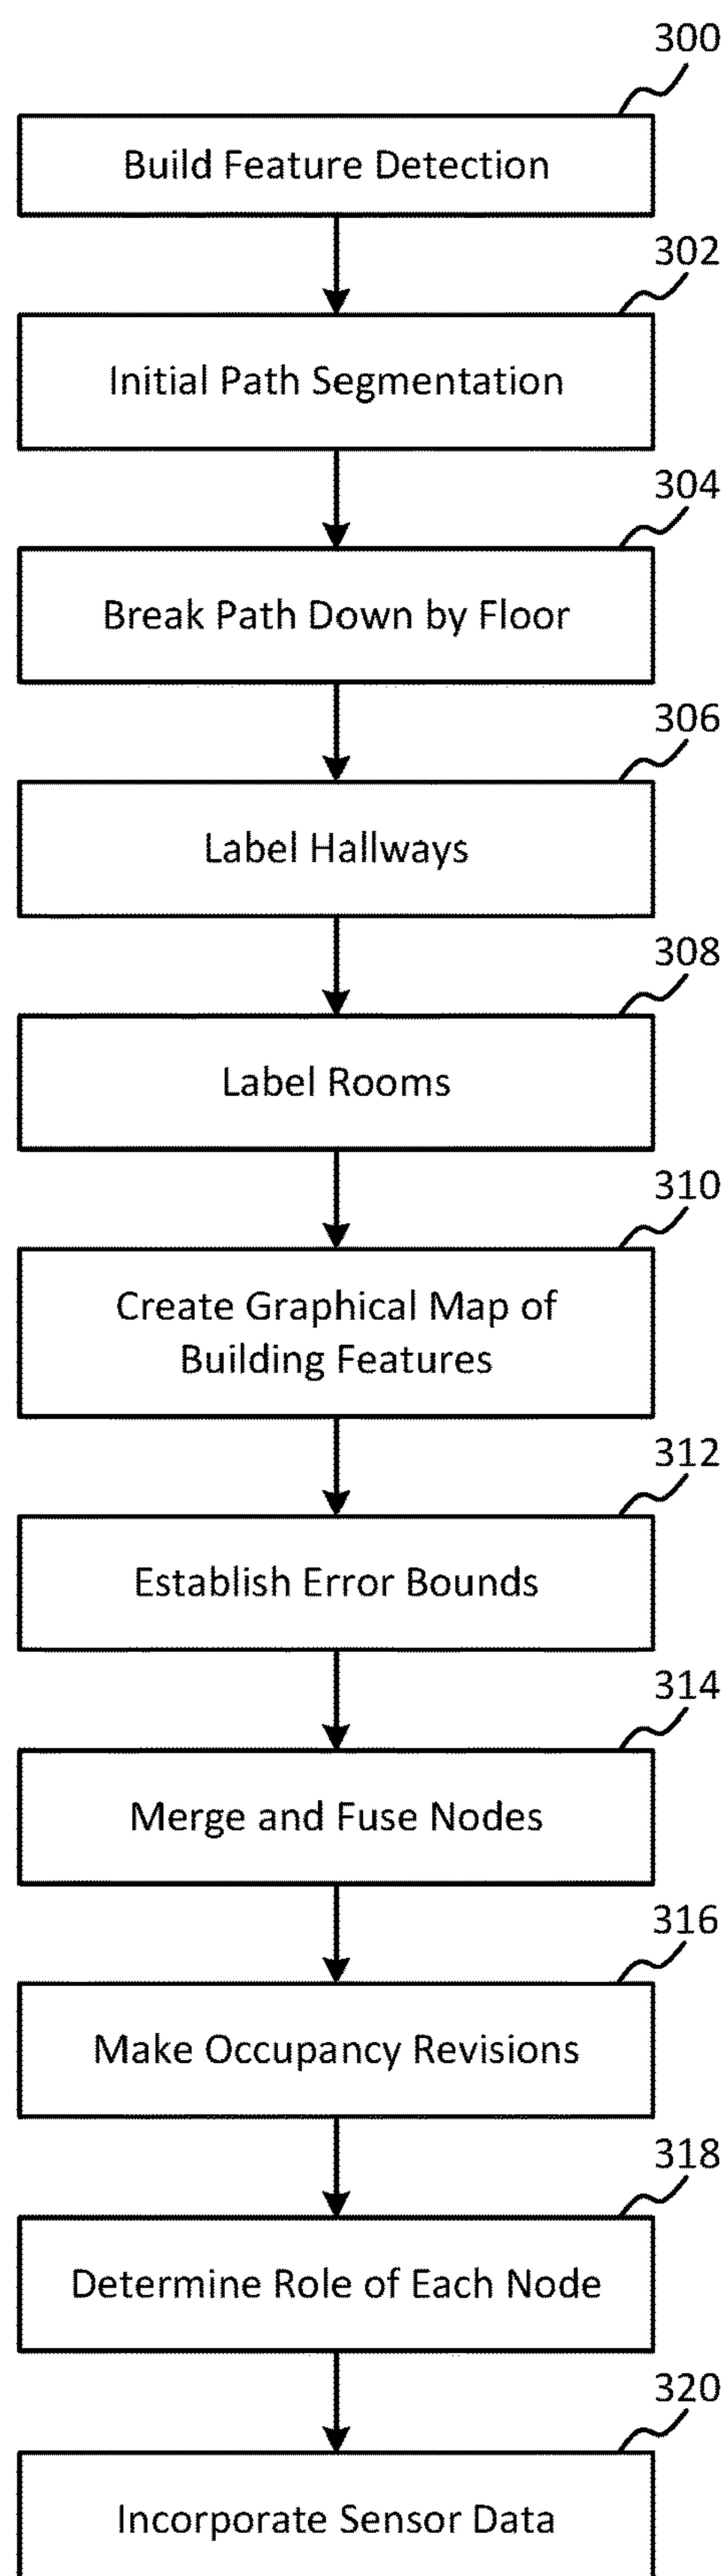 300
Build Feature Detection
302
Initial Path Segmentation
304
Break Path Down by Floor
306
Label Hallways
308
Label Rooms
310
Create Graphical Map of
Building Features
312
Establish Error Bounds
314
Merge and Fuse Nodes
316
Make Occupancy Revisions
318
Determine Role of Each Node
320
Incorporate Sensor Data